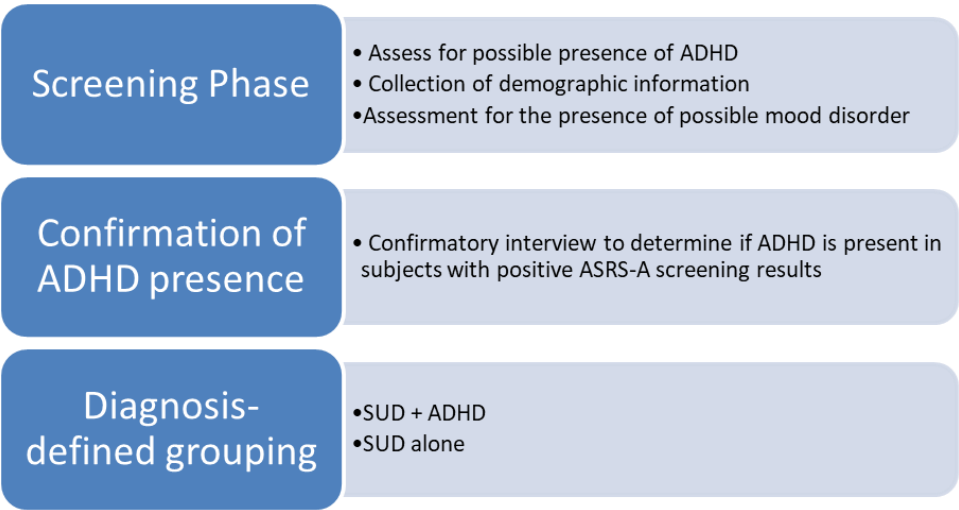 Screening Phase
• Assess for possible presence of ADHD
• Collection of demographic information
•Assessment for the presence of possible mood disorder
Confirmation of
ADHD presence
• Confirmatory interview to determine if ADHD is present in
subjects with positive ASRS-A screening results
Diagnosis-
defined grouping
•SUD + ADHD
•SUD alone